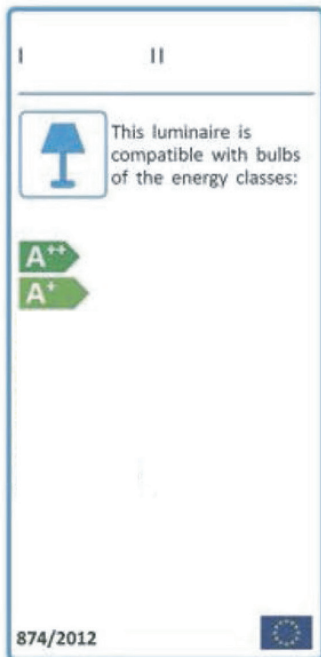 I II
This luminaire is
compatible with bulbs
of the energy classes:
A++
A+
874/2012